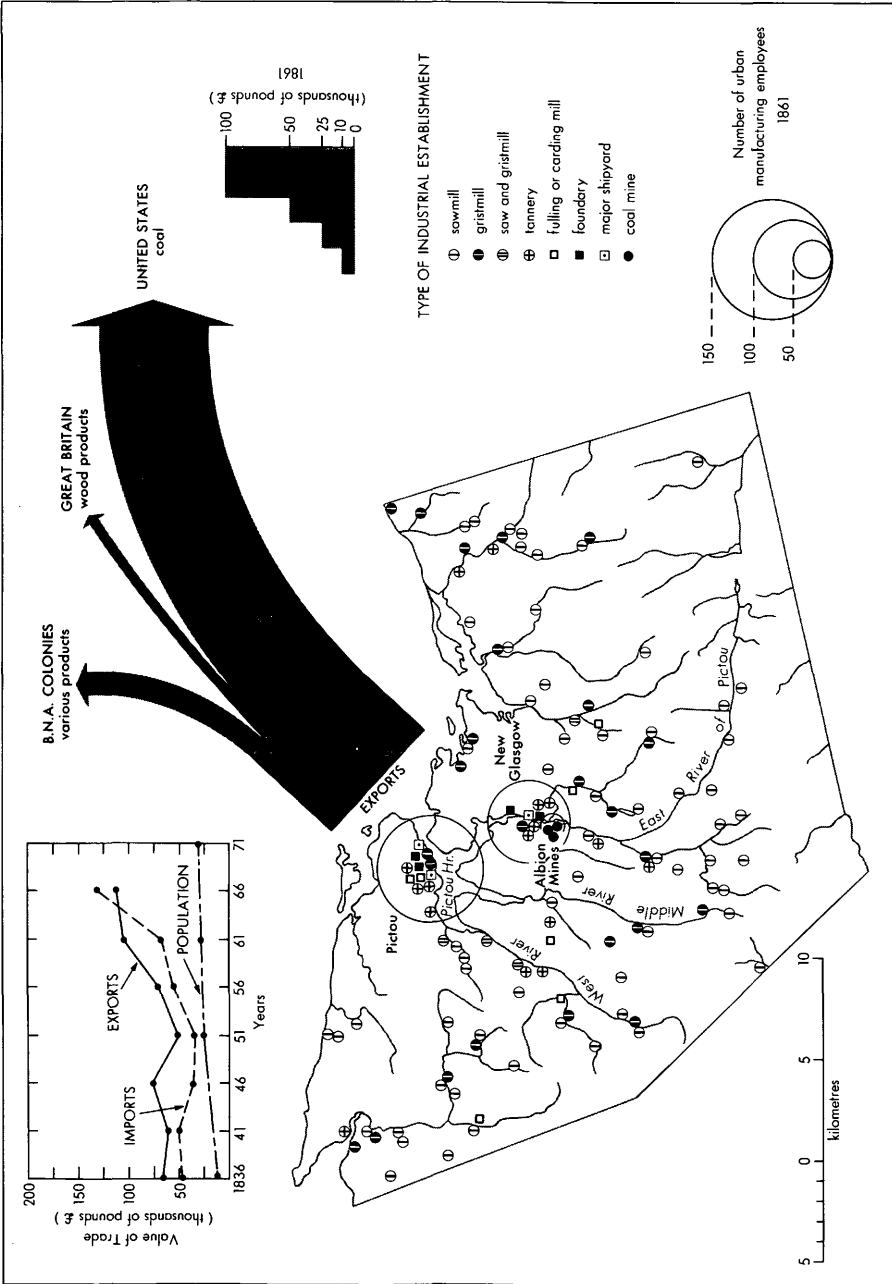 Value of Trade
( thousands of pounds £ )
200
150
100
50
0
1836
41
46
51
56
61
66
71
Years
EXPORTS
IMPORTS
POPULATION
B.N.A. COLONIES
various products
GREAT BRITAIN
wood products
UNITED STATES
coal
EXPORTS
100
50
25
10
0
( thousands of pounds £ )
1861
TYPE OF INDUSTRIAL ESTABLISHMENT
sawmill
gristmill
saw and gristmill
tannery
fulling or carding mill
foundary
major shipyard
coal mine
Number of urban
manufacturing employees
1861
150
100
50
Pictou
Pictou Hr.
New
Glasgow
Albion
Mines
West River
Middle River
East River of Pictou
5
0
5
10
kilometres